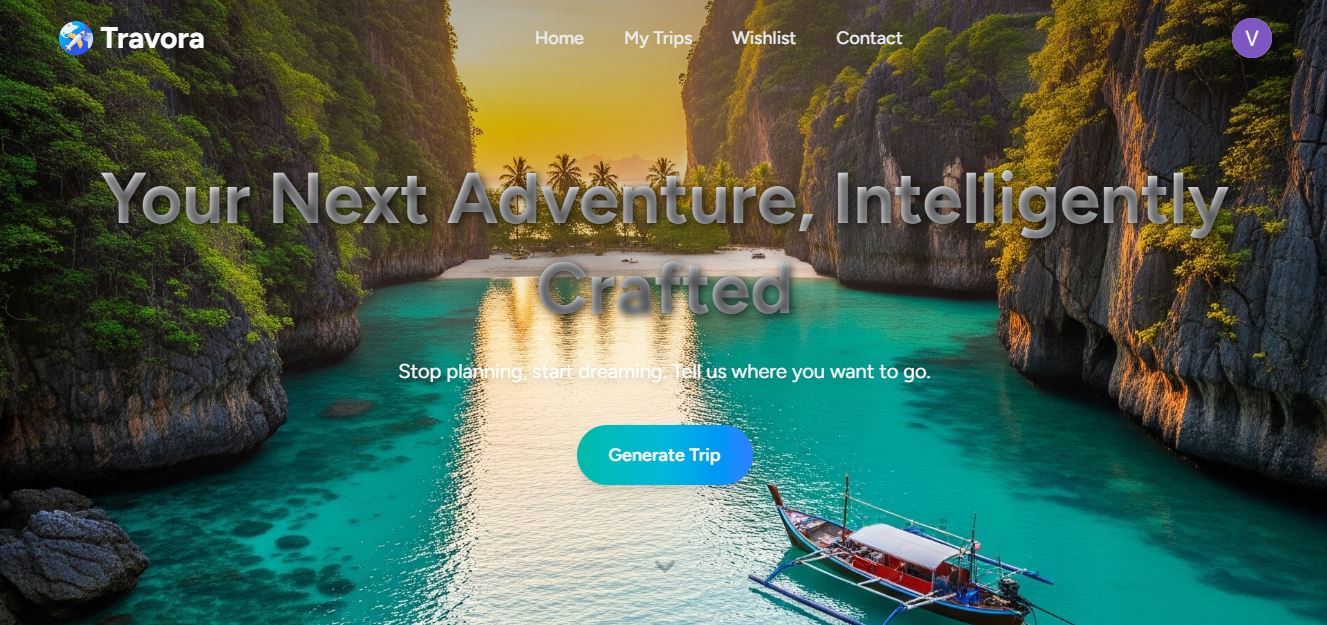 Travora
Home
My Trips
Wishlist
Contact
V
Your Next Adventure, Intelligently
Crafted
Stop planning, start dreaming. Tell us where you want to go.
Generate Trip